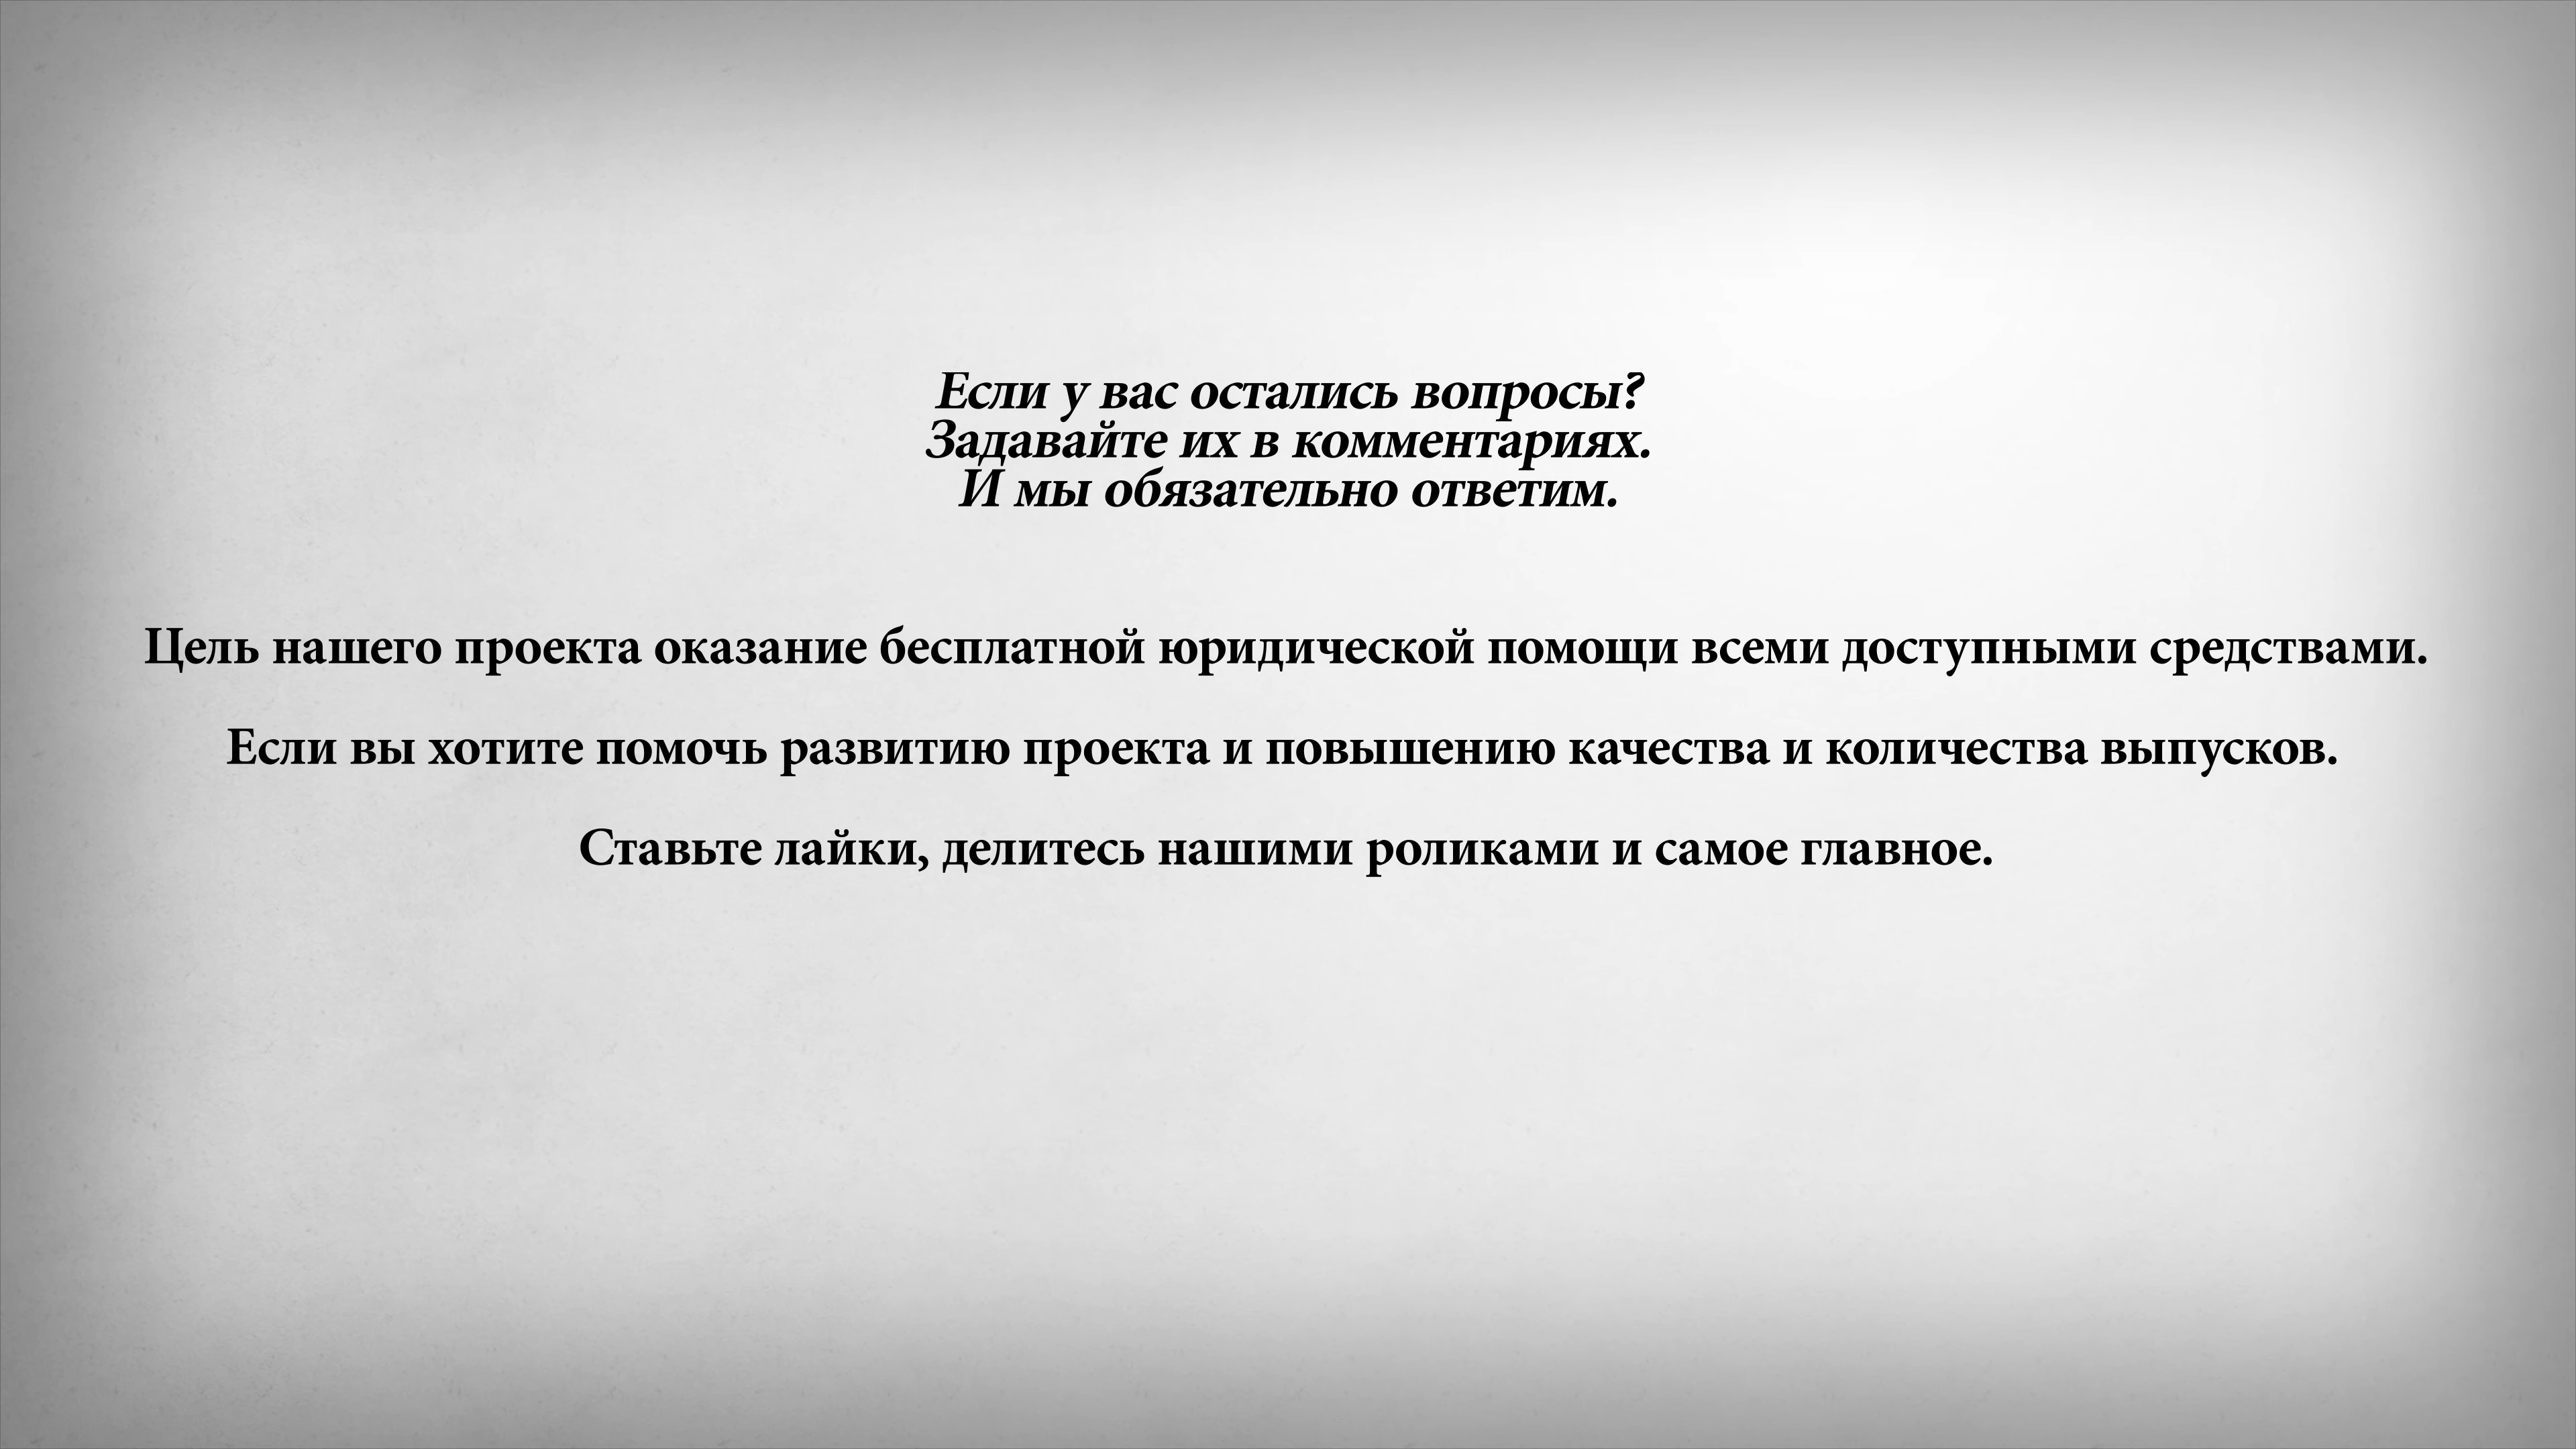 Если у вас остались вопросы?
Задавайте их в комментариях.
И мы обязательно ответим.
Цель нашего проекта оказание бесплатной юридической помощи всеми доступными средствами.
Если вы хотите помочь развитию проекта и повышению качества и количества выпусков.
Ставьте лайки, делитесь нашими роликами и самое главное.